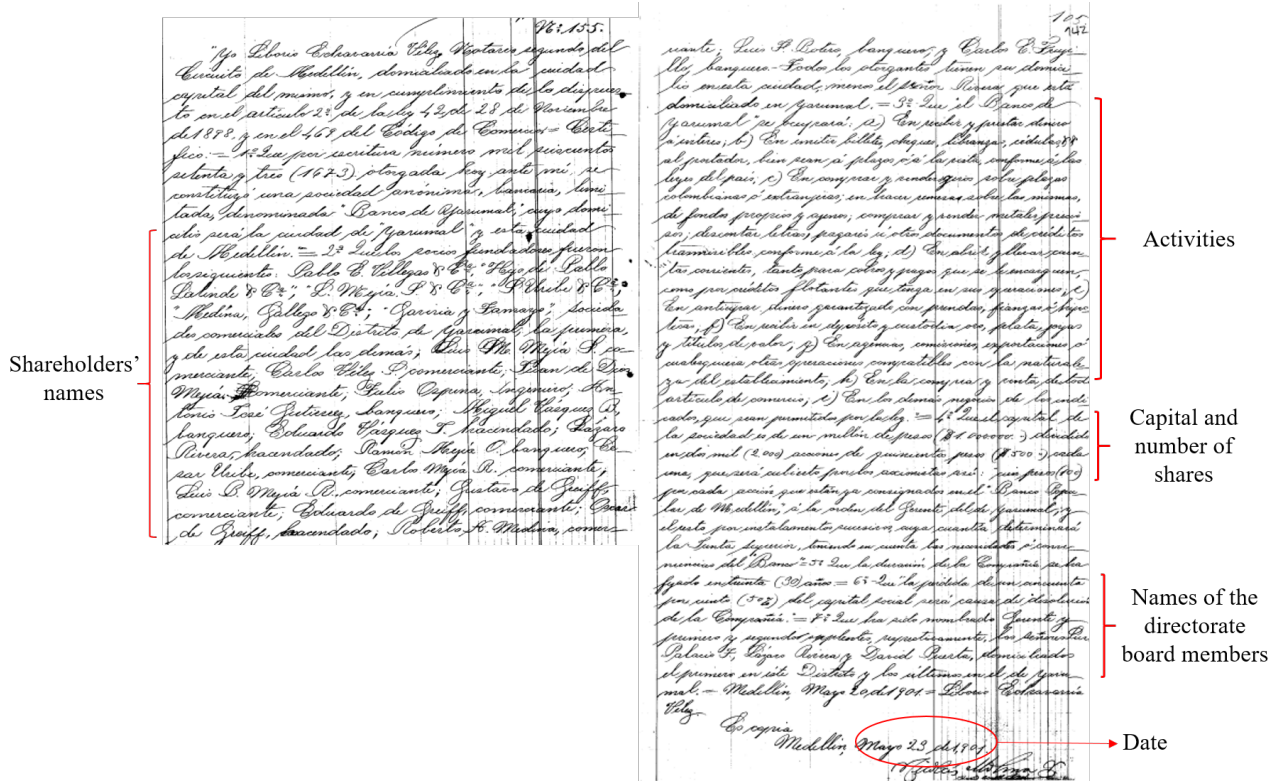 Nº 155.
"Yo Liborio Echavarría Vélez Notario segundo del
Circuito de Medellín, domiciliado en la ciudad
capital del mismo, y en cumplimiento de lo dispues
to en el artículo 2º de la ley 42, de 28 de Noviembre
de 1898, y en el 469 del Código de Comercio = Certi
fico: = 1º Que por escritura número mil seiscientos
setenta y tres (1673) otorgada hoy ante mí, se
constituyó una sociedad anónima, bancaria, limi
tada, denominada "Banco de Yarumal," cuyo domi
cilio será la ciudad de Yarumal y esta ciudad
de Medellín. = 2º Que los socios fundadores fueron
los siguientes: Pablo E. Villegas & Cª, "Hijo de Pablo
Lalinde & Cª," "L. Mejía S. & Cª," "S. Uribe & Cª,"
"Medina, Gallego & Cª," "Gaviria y Tamayo," socieda
des comerciales del Distrito de Yarumal, la primera,
y de esta ciudad las demás; Luis M. Mejía S. co-
merciante; Carlos Vélez S., comerciante; Juan de Dios
Mejía, comerciante; Julio Ospina, ingeniero; An-
tonio José Gutiérrez, banquero; Miguel Vásquez B.,
banquero; Eduardo Vásquez J., hacendado; Lázaro
Rivera, hacendado; Ramón Mejía O. banquero; Ce-
sar Uribe, comerciante; Carlos Mejía R. comerciante;
Luis B. Mejía R., comerciante; Gustavo de Greiff,
comerciante; Eduardo de Greiff, comerciante; Oscar
de Greiff, hacendado; Roberto A. Medina, comer-
Shareholders'
names
105
142
ciante; Luis A. Botero, banquero, y Carlos E.
banquero. = Todos los otorgantes tienen su domici-
lio en esta ciudad, menos el señor Rivera que está
domiciliado en Yarumal. = 3º Que el Banco de
Yarumal "se ocupará: a) En recibir y prestar dinero
á interés; b) En emitir billetes, cheques, libranzas, cédulas &&
al portador, bien sean á plazos ó á la vista conforme á las
leyes del país; c) En comprar y vender giros sobre plazas
colombianas ó extranjeras; en hacer remesas sobre las mismas,
de fondos propios y ajenos; comprar y vender metales precio
sos; descontar letras, pagarés ú otros documentos de créditos
transmisibles conforme á la ley; d) En abrir y llevar cuen-
tas corrientes, tanto para cobros y pagos que se le encarguen,
como por créditos flotantes que tenga en sus operaciones; e)
En anticipar dinero garantizado con prendas, fianzas é hipo
tecas, f) En recibir en depósito y custodia oro, plata, joyas
y títulos de valor, g) En agencias, comisiones, exportaciones ó
cualesquiera otras operaciones compatibles con la naturale-
za del establecimiento, h) En la compra y venta de todo
artículo de comercio; i) En los demás negocios de los indi
cados, que sean permitidos por la ley. = 4º Que el capital de
la sociedad es de un millón de pesos ($1.000000.) dividido
en dos mil (2.000) acciones de quinientos pesos ($500.) cada
una, que será cubierto por los accionistas así: pesos (100)
por cada acción que están ya consignados en el "Banco Popu
lar de Medellín," á la orden del Gerente del de Yarumal; y
el resto por instalamentos sucesivos, cuya cuantía determinará
la Junta Superior, teniendo en cuenta las necesidades ó conve-
niencias del "Banco" = 5º Que la duración de la Compañía se ha
fijado en treinta (30) años = 6º Que la pérdida de un cincuenta
por ciento (50%) del capital social será causa de disolución
de la Compañía. = 7º Que ha sido nombrado Gerente y
primero y segundo suplentes, respectivamente, los señores Luis
Palacio F., Lázaro Rivera y David Puerta, domiciliados
el primero en este Distrito y los últimos en el de Yaru-
mal. = Medellín, Mayo 20, de 1901. = Liborio Echavarría
Vélez
Es copia
Medellín, Mayo 23 de 1901.
Activities
Capital and
number of
shares
Names of the
directorate
board members
Date